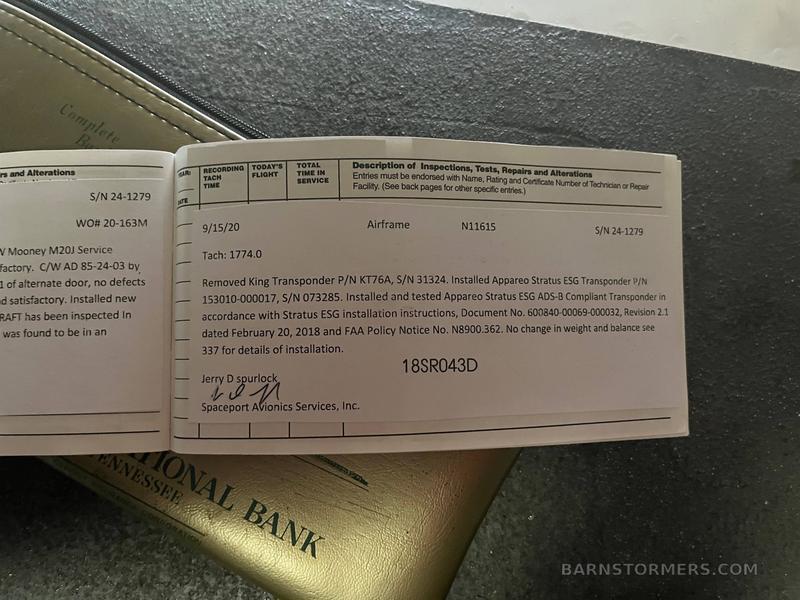 Complete
rs and Alterations
S/N 24-1279
WO# 20-163M
W Mooney M20J Service
factory. C/W AD 85-24-03 by
1 of alternate door, no defects
nd satisfactory. Installed new
RAFT has been inspected In
was found to be in an
YEAR:
DATE
RECORDING TACH TIME
TODAY'S FLIGHT
TOTAL TIME IN SERVICE
Description of Inspections, Tests, Repairs and Alterations
Entries must be endorsed with Name, Rating and Certificate Number of Technician or Repair
Facility. (See back pages for other specific entries.)
9/15/20 Airframe N11615 S/N 24-1279
Tach: 1774.0
Removed King Transponder P/N KT76A, S/N 31324. Installed Appareo Stratus ESG Transponder P/N
153010-000017, S/N 073285. Installed and tested Appareo Stratus ESG ADS-B Compliant Transponder in
accordance with Stratus ESG installation instructions, Document No. 600840-00069-000032, Revision 2.1
dated February 20, 2018 and FAA Policy Notice No. N8900.362. No change in weight and balance see
337 for details of installation.
18SR043D
Jerry D spurlock
Spaceport Avionics Services, Inc.
TIONAL BANK
TENNESSEE
BARNSTORMERS.COM